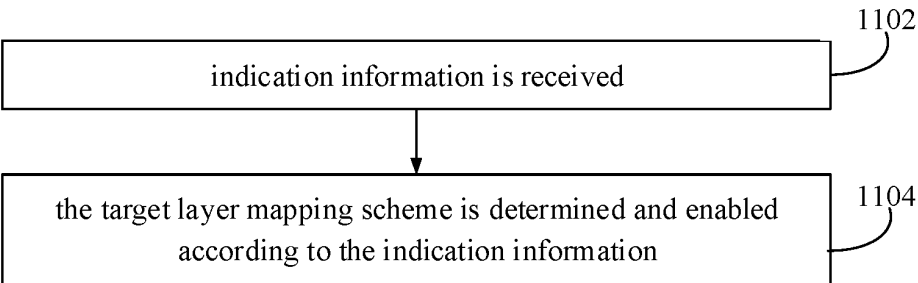 1102
indication information is received
the target layer mapping scheme is determined and enabled
1104
according to the indication information